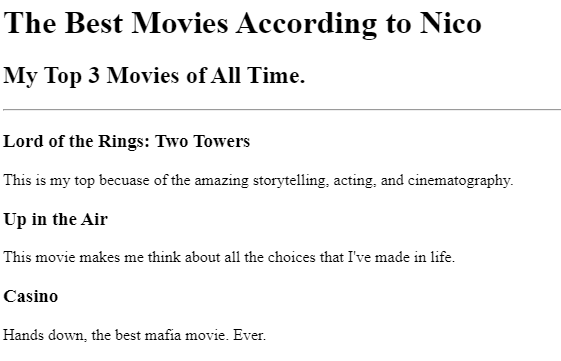 The Best Movies According to Nico
My Top 3 Movies of All Time.
Lord of the Rings: Two Towers
This is my top becuase of the amazing storytelling, acting, and cinematography.
Up in the Air
This movie makes me think about all the choices that I've made in life.
Casino
Hands down, the best mafia movie. Ever.